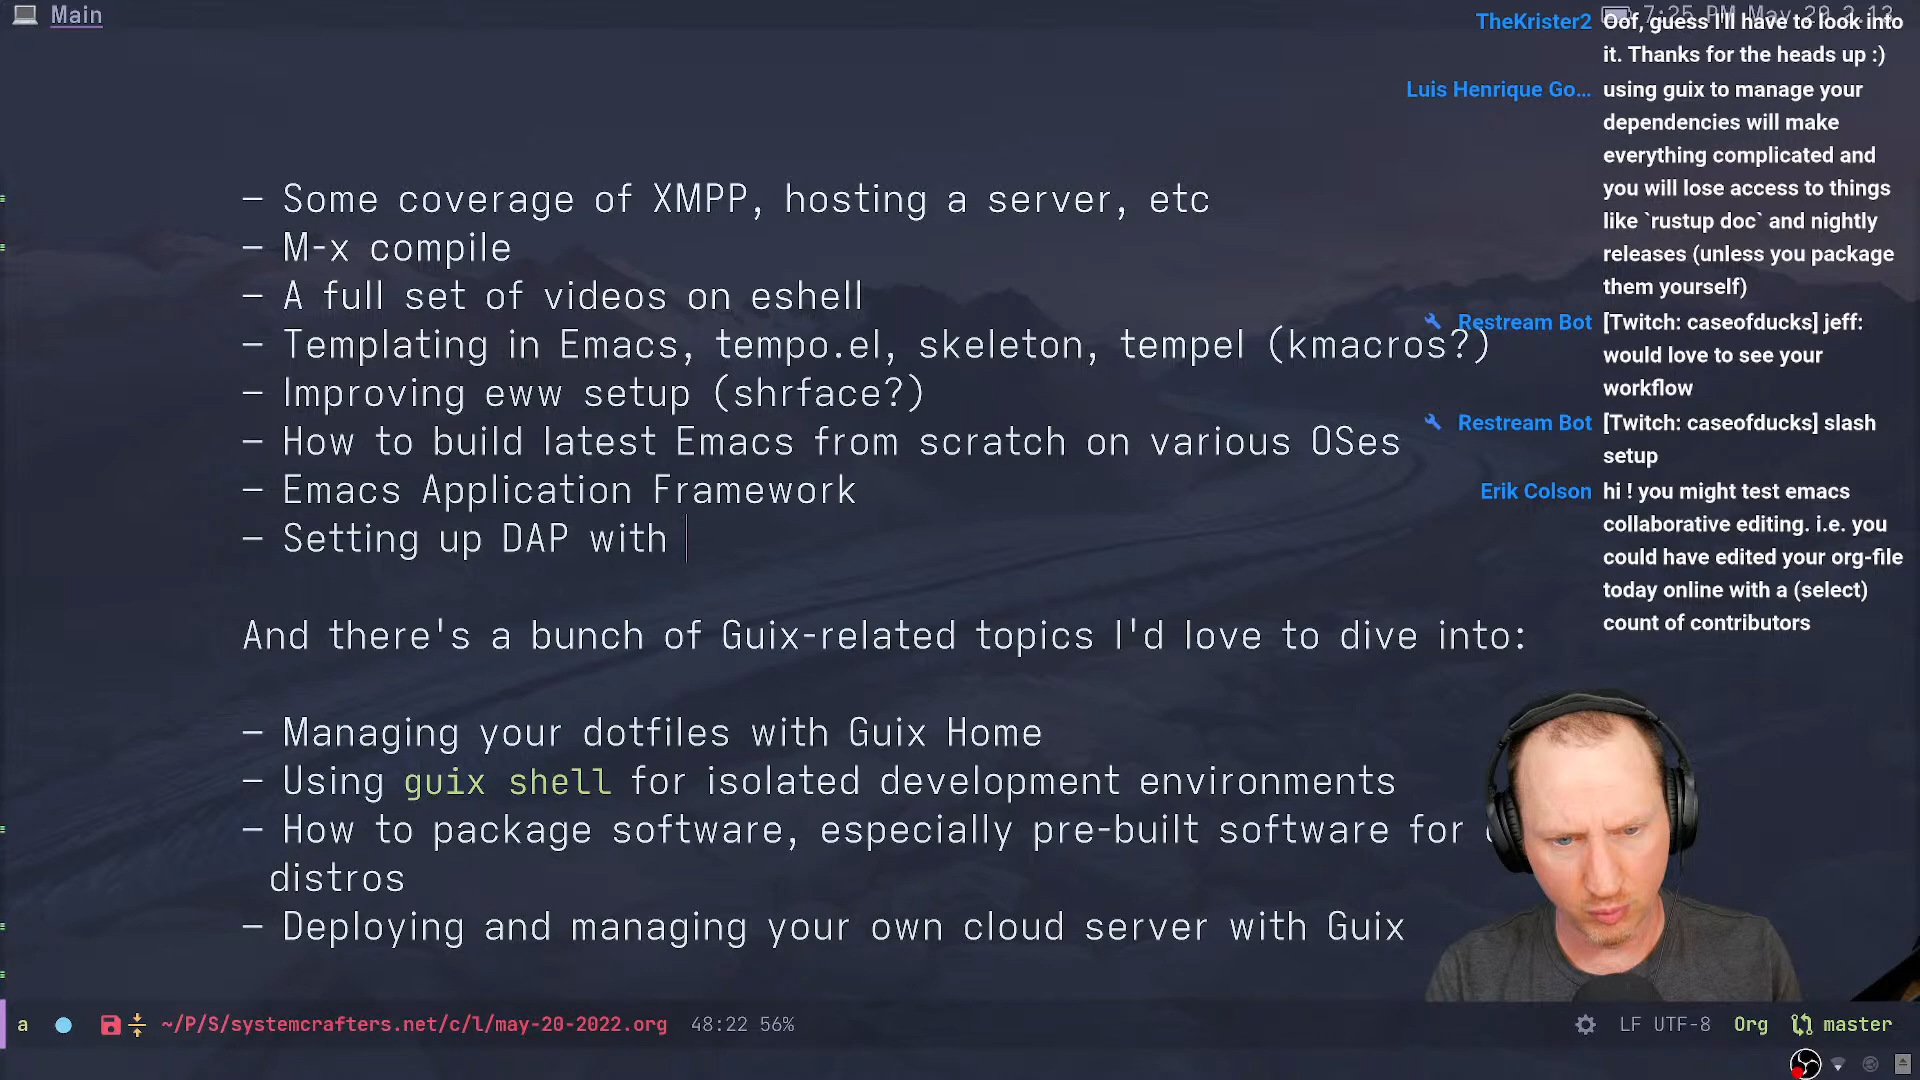 Main
7:25 PM May 20 2.13
– Some coverage of XMPP, hosting a server, etc
– M-x compile
– A full set of videos on eshell
– Templating in Emacs, tempo.el, skeleton, tempel (kmacros?)
– Improving eww setup (shrface?)
– How to build latest Emacs from scratch on various OSes
– Emacs Application Framework
– Setting up DAP with
And there's a bunch of Guix-related topics I'd love to dive into:
– Managing your dotfiles with Guix Home
– Using guix shell for isolated development environments
– How to package software, especially pre-built software for
distros
– Deploying and managing your own cloud server with Guix
a ~/P/S/systemcrafters.net/c/l/may-20-2022.org 48:22 56%
LF UTF-8 Org master
TheKrister2 Oof, guess I'll have to look into
it. Thanks for the heads up :)
Luis Henrique Go... using guix to manage your
dependencies will make
everything complicated and
you will lose access to things
like `rustup doc` and nightly
releases (unless you package
them yourself)
Restream Bot [Twitch: caseofducks] jeff:
would love to see your
workflow
Restream Bot [Twitch: caseofducks] slash
setup
Erik Colson hi ! you might test emacs
collaborative editing. i.e. you
could have edited your org-file
today online with a (select)
count of contributors